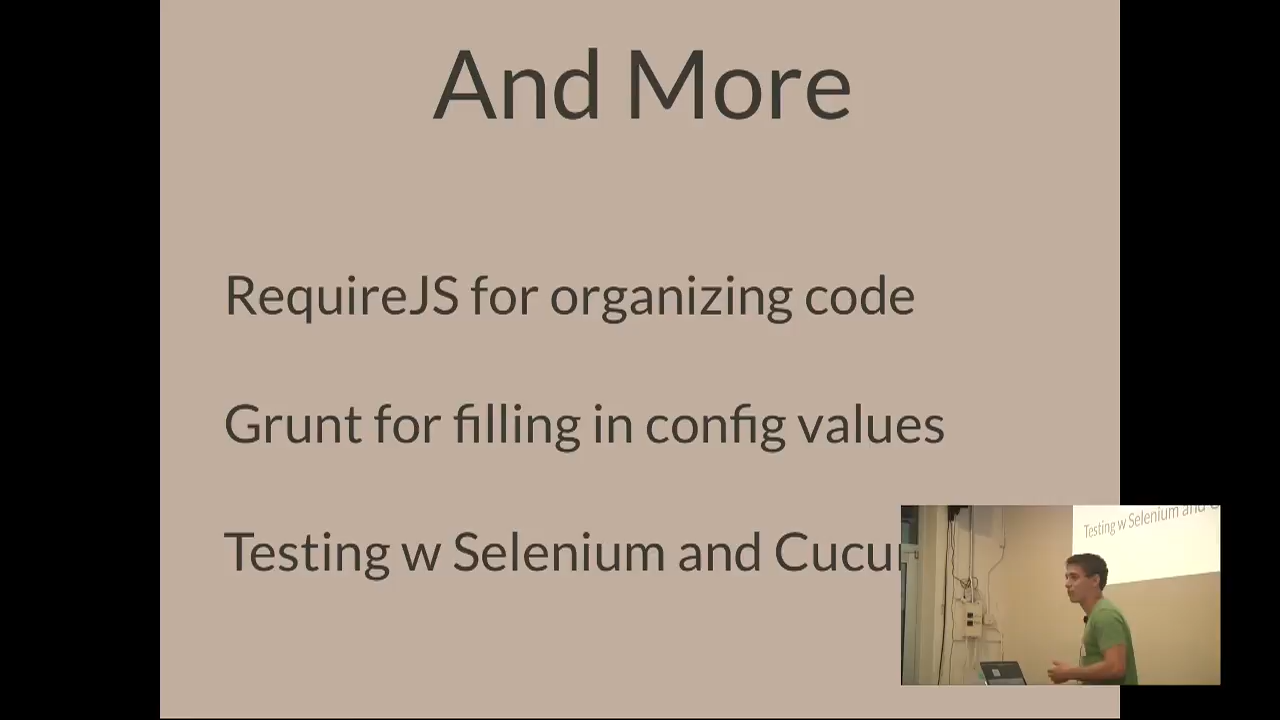 And More
RequireJS for organizing code
Grunt for filling in config values
Testing w Selenium and Cucu
Testing w Selenium and C